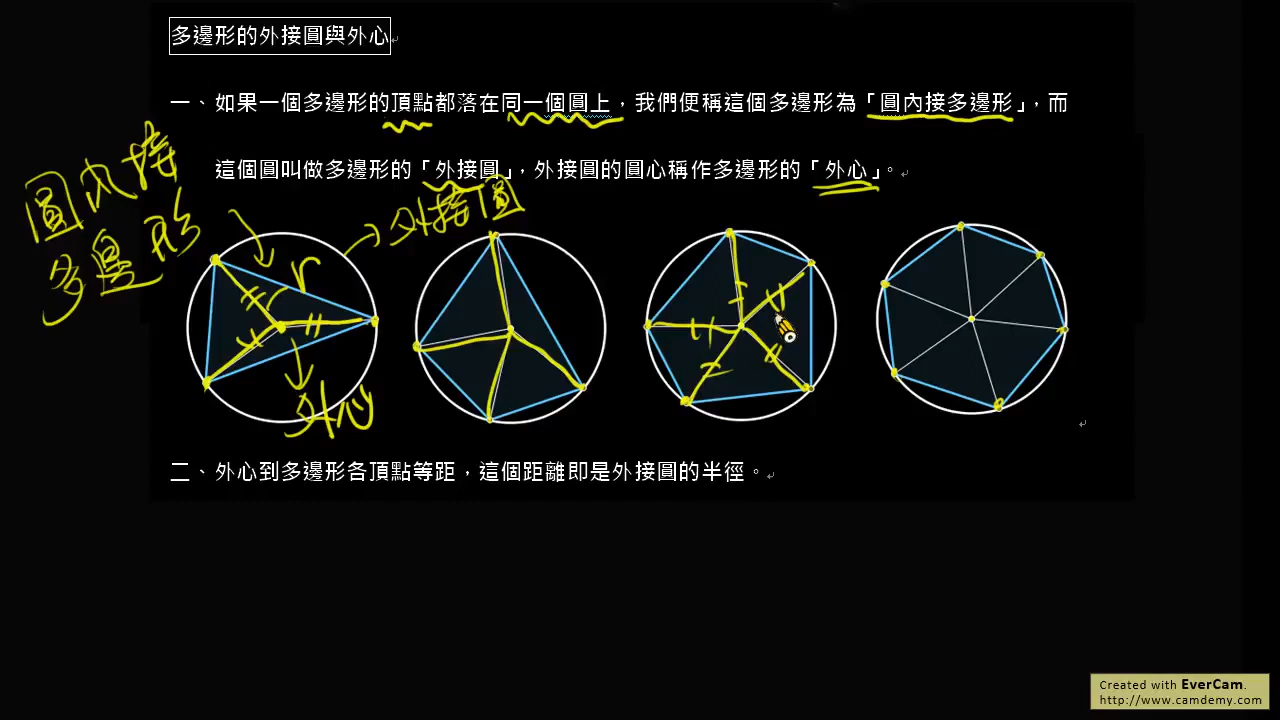 多邊形的外接圓與外心
一、如果一個多邊形的頂點都落在同一個圓上，我們便稱這個多邊形為「圓內接多邊形」，而
這個圓叫做多邊形的「外接圓」，外接圓的圓心稱作多邊形的「外心」。
圓內接
多邊形
外接圓
r
外心
二、外心到多邊形各頂點等距，這個距離即是外接圓的半徑。
Created with EverCam.
http://www.camdemy.com